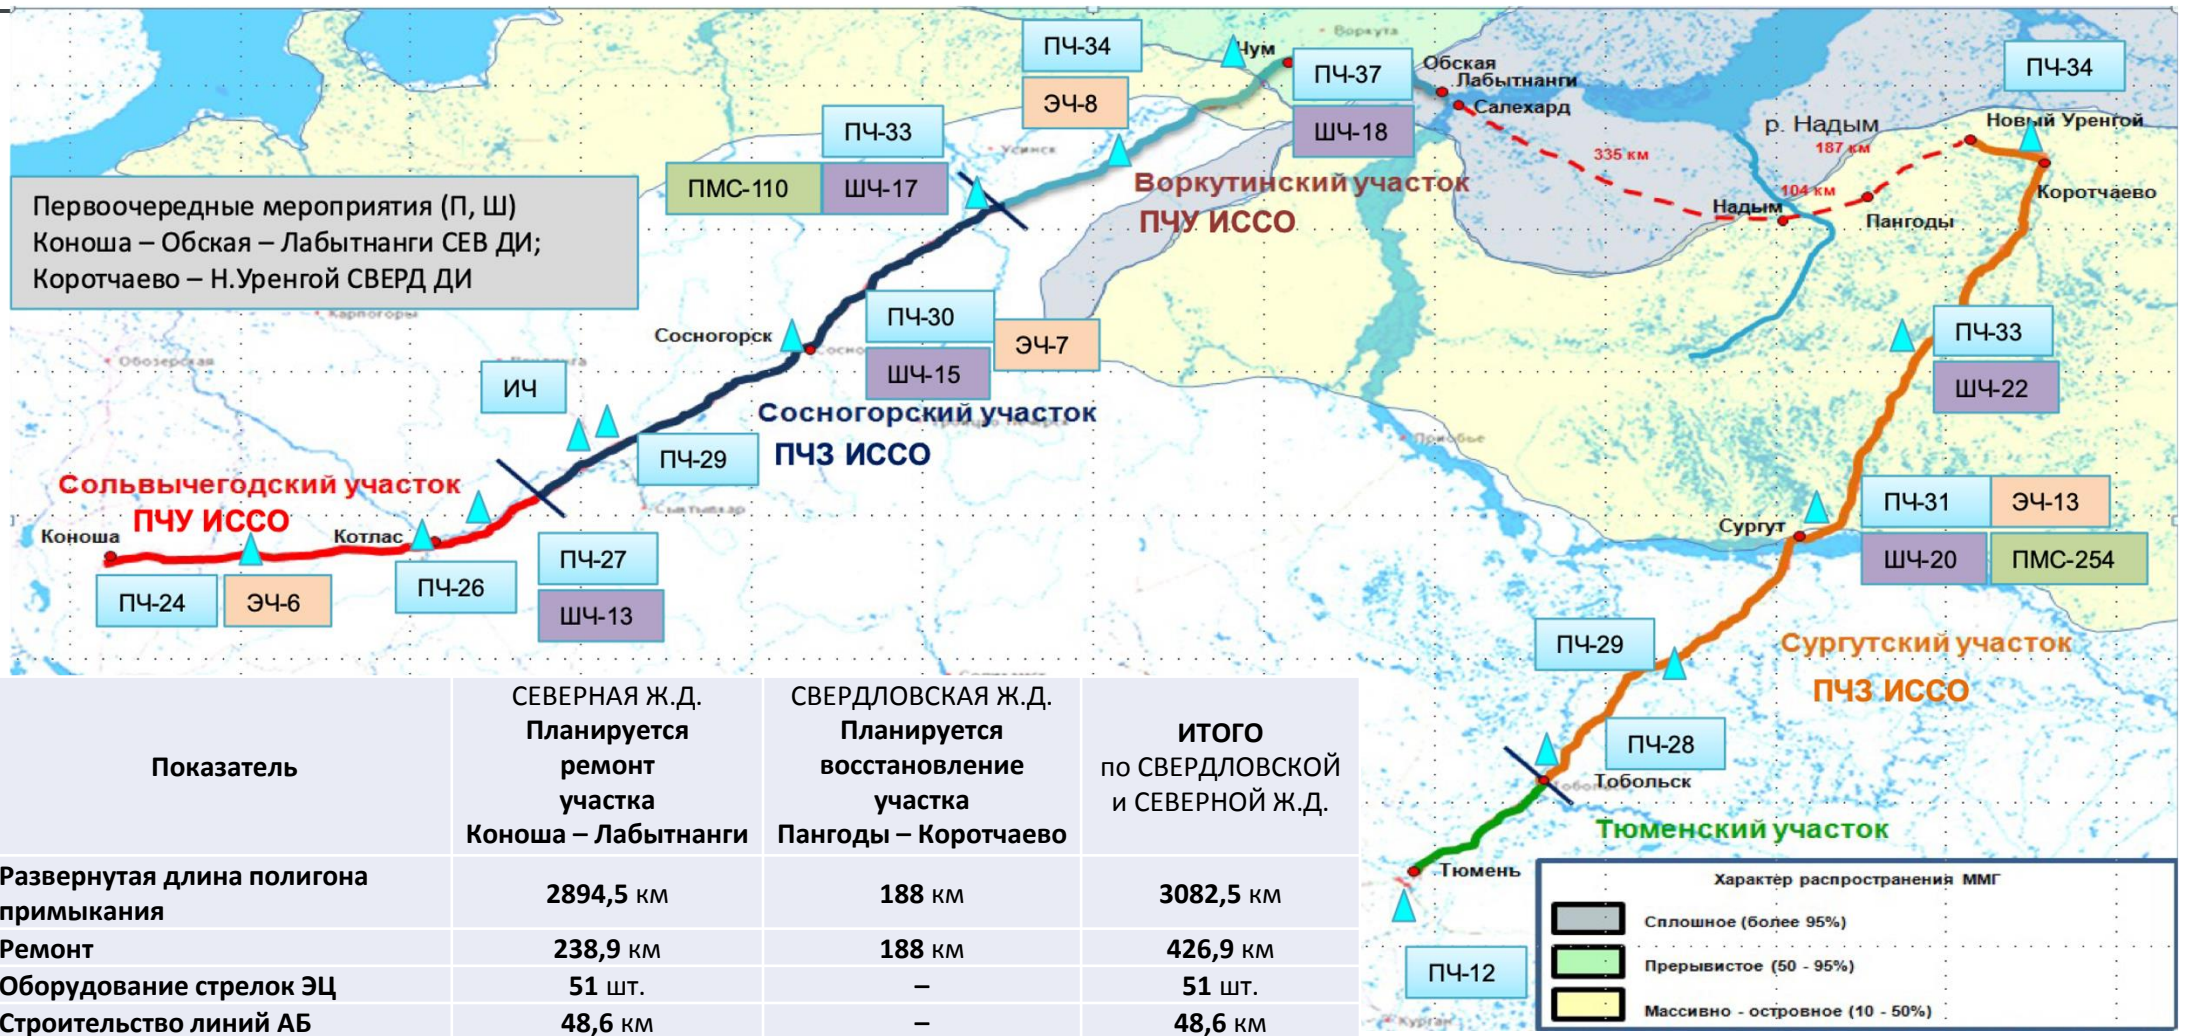 Чум
Воркута
ПЧ-34
ЭЧ-8
ПЧ-37
ШЧ-18
Обская
Лабытнанги
Салехард
ПЧ-34
р. Надым
187 км
Новый Уренгой
335 км
104 км
Коротчаево
Надым
Пангоды
ПЧ-33
ПМС-110
ШЧ-17
Усинск
Воркутинский участок
ПЧУ ИССО
Первоочередные мероприятия (П, Ш)
Коноша – Обская – Лабытнанги СЕВ ДИ;
Коротчаево – Н.Уренгой СВЕРД ДИ
Карпогоры
Обозерская
Сосногорск
ПЧ-30
ЭЧ-7
ШЧ-15
ИЧ
Сосногорский участок
ПЧЗ ИССО
ПЧ-29
ПЧ-33
ШЧ-22
Приобье
Сольвычегодский участок
ПЧУ ИССО
Сыктывкар
Коноша
Котлас
ПЧ-24
ЭЧ-6
ПЧ-26
ПЧ-27
ШЧ-13
Сургут
ПЧ-31
ЭЧ-13
ШЧ-20
ПМС-254
ПЧ-29
Сургутский участок
ПЧЗ ИССО
ПЧ-28
Тобольск
Тюменский участок
Тюмень
ПЧ-12
Курган
Характер распространения ММГ
Сплошное (более 95%)
Прерывистое (50 - 95%)
Массивно - островное (10 - 50%)
Показатель
СЕВЕРНАЯ Ж.Д.
Планируется
ремонт
участка
Коноша – Лабытнанги
СВЕРДЛОВСКАЯ Ж.Д.
Планируется
восстановление
участка
Пангоды – Коротчаево
ИТОГО
по СВЕРДЛОВСКОЙ
и СЕВЕРНОЙ Ж.Д.
Развернутая длина полигона
примыкания
2894,5 км
188 км
3082,5 км
Ремонт
238,9 км
188 км
426,9 км
Оборудование стрелок ЭЦ
51 шт.
–
51 шт.
Строительство линий АБ
48,6 км
–
48,6 км